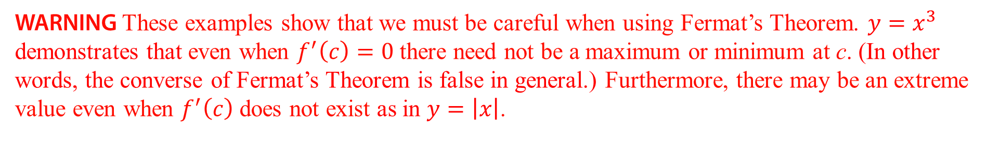 WARNING These examples show that we must be careful when using Fermat’s Theorem. y = x³
demonstrates that even when f′(c) = 0 there need not be a maximum or minimum at c. (In other
words, the converse of Fermat’s Theorem is false in general.) Furthermore, there may be an extreme
value even when f′(c) does not exist as in y = |x|.